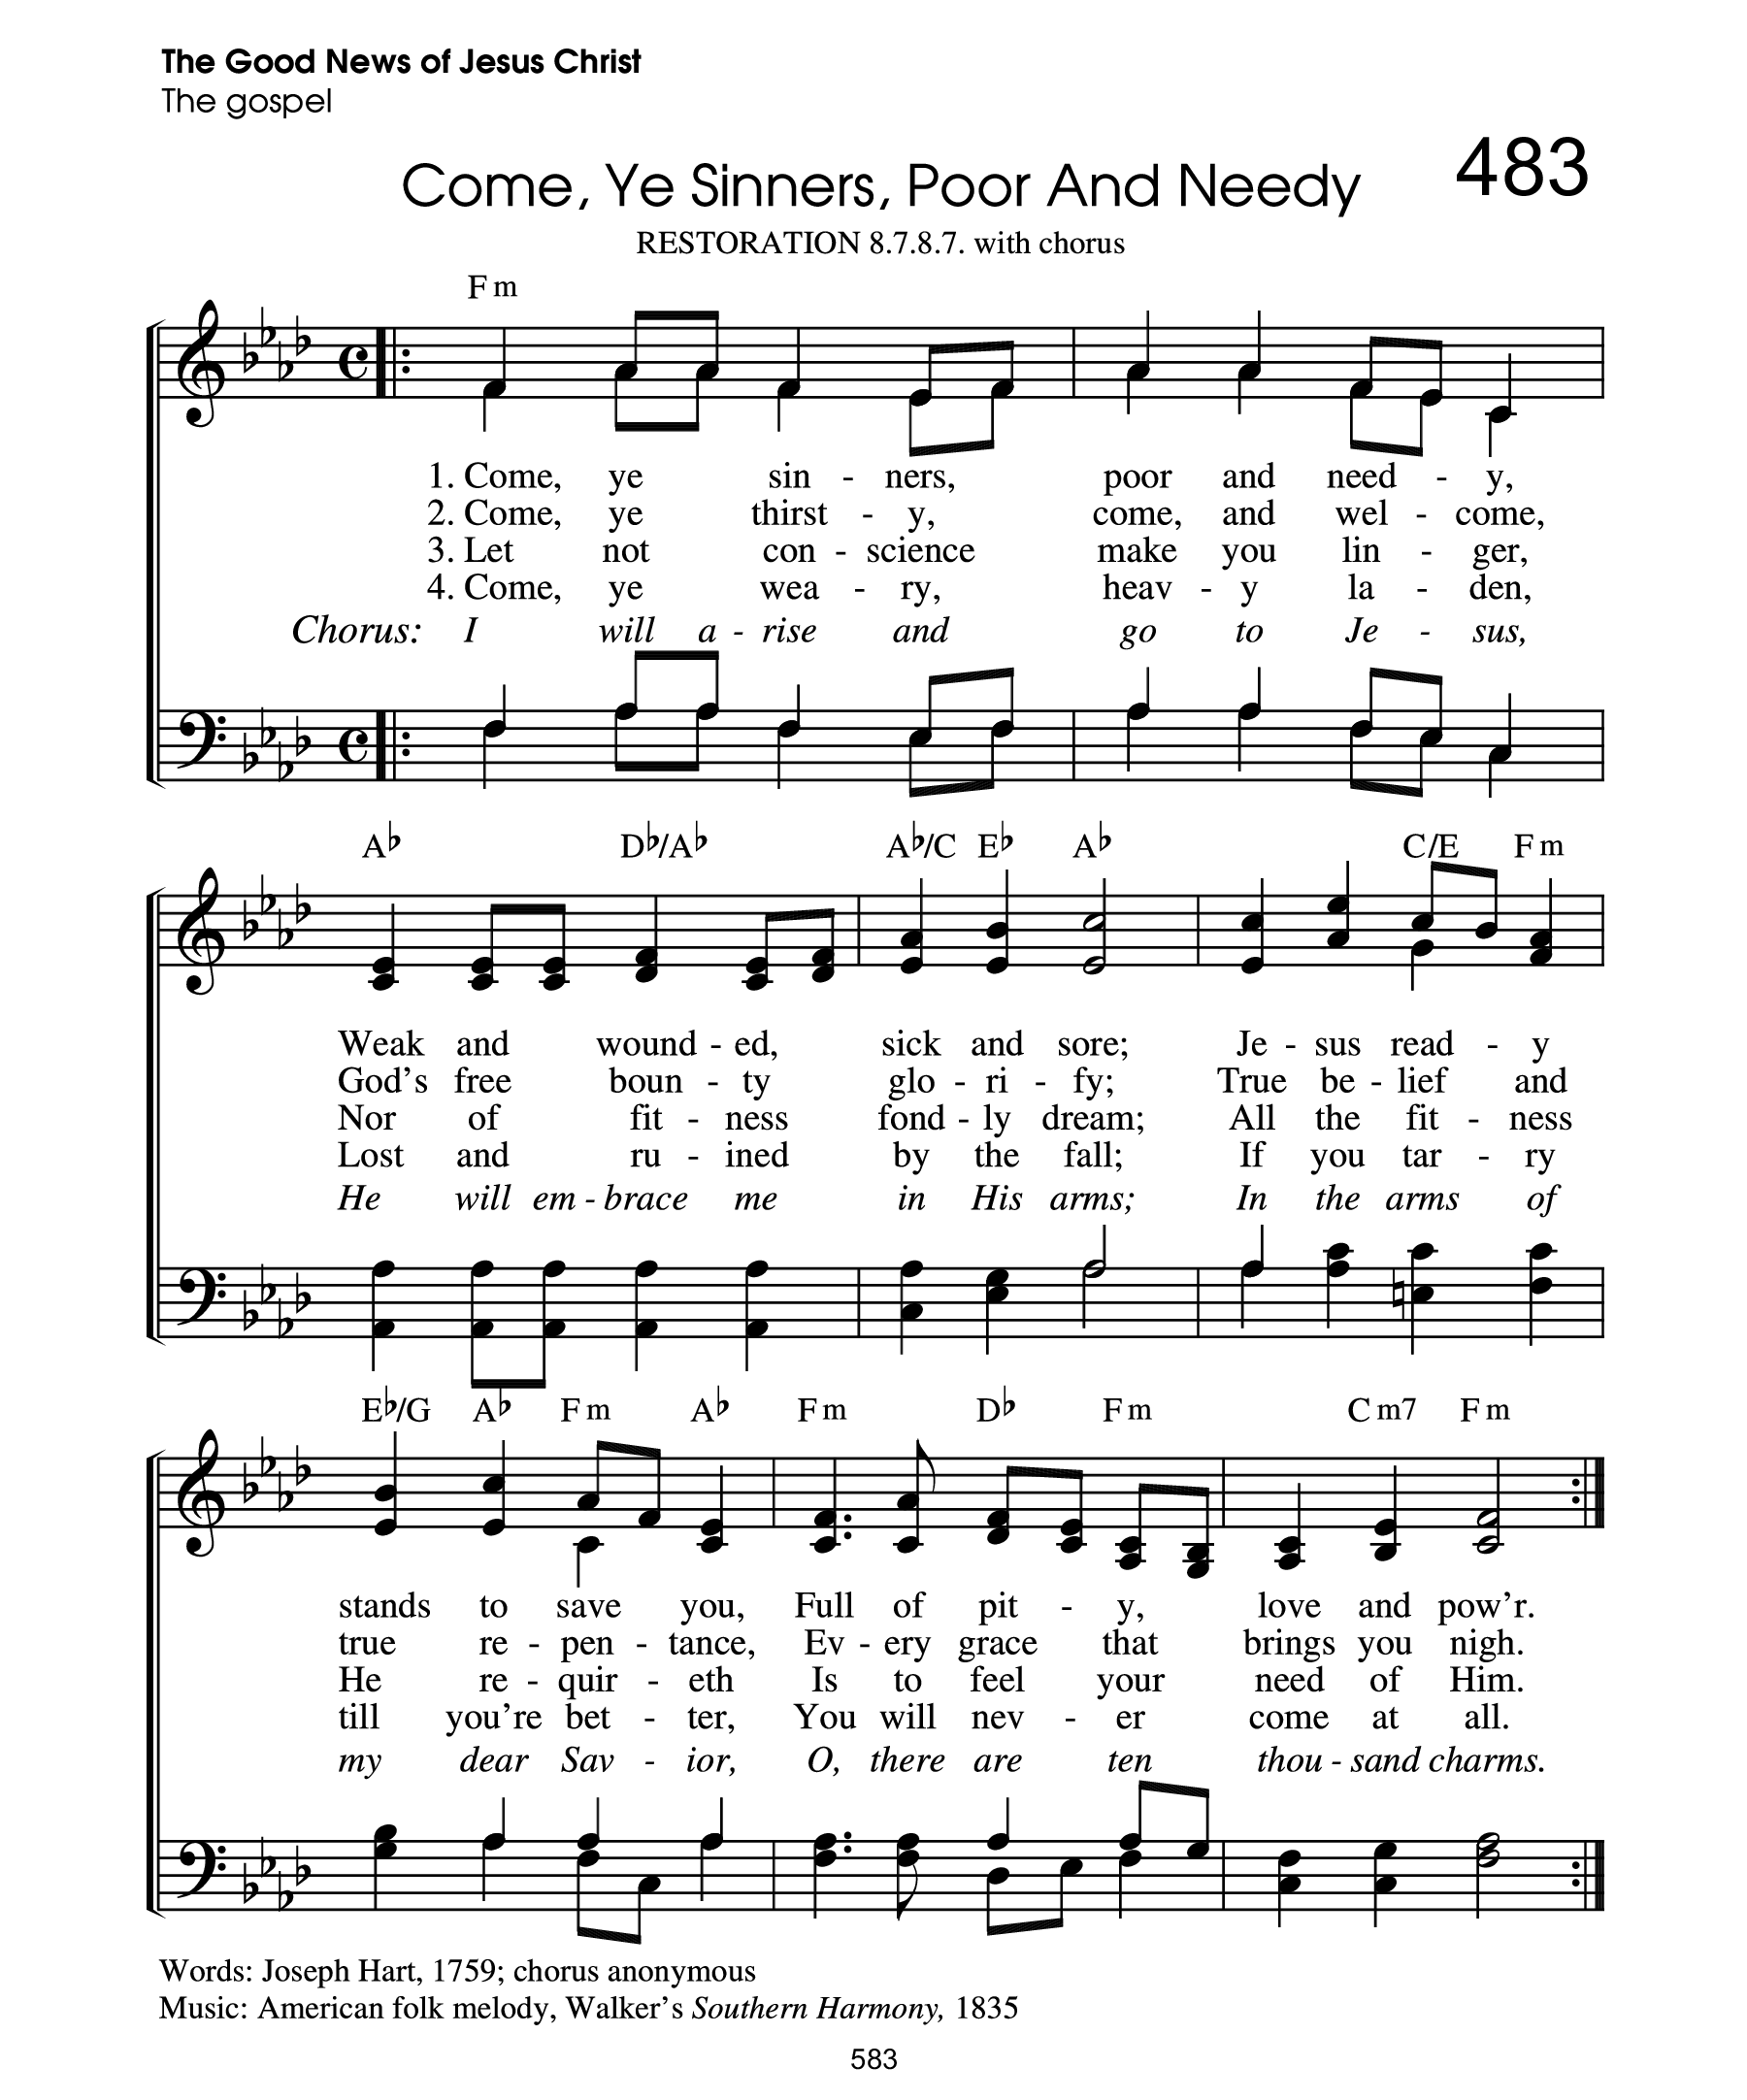 The Good News of Jesus Christ
The gospel
483
Come, Ye Sinners, Poor And Needy
RESTORATION 8.7.8.7. with chorus
Fm
1. Come, ye sin - ners, poor and need - y,
2. Come, ye thirst - y, come, and wel - come,
3. Let not con - science make you lin - ger,
4. Come, ye wea - ry, heav - y la - den,
Chorus: I will a - rise and go to Je - sus,
A♭ D♭/A♭ A♭/C E♭ A♭ C/E Fm
Weak and wound - ed, sick and sore; Je - sus read - y
God's free boun - ty glo - ri - fy; True be - lief and
Nor of fit - ness fond - ly dream; All the fit - ness
Lost and ru - ined by the fall; If you tar - ry
He will em - brace me in His arms; In the arms of
E♭/G A♭ Fm A♭ Fm D♭ Fm Cm7 Fm
stands to save you, Full of pit - y, love and pow'r.
true re - pen - tance, Ev - ery grace that brings you nigh.
He re - quir - eth Is to feel your need of Him.
till you're bet - ter, You will nev - er come at all.
my dear Sav - ior, O, there are ten thou - sand charms.
Words: Joseph Hart, 1759; chorus anonymous
Music: American folk melody, Walker's Southern Harmony, 1835
583